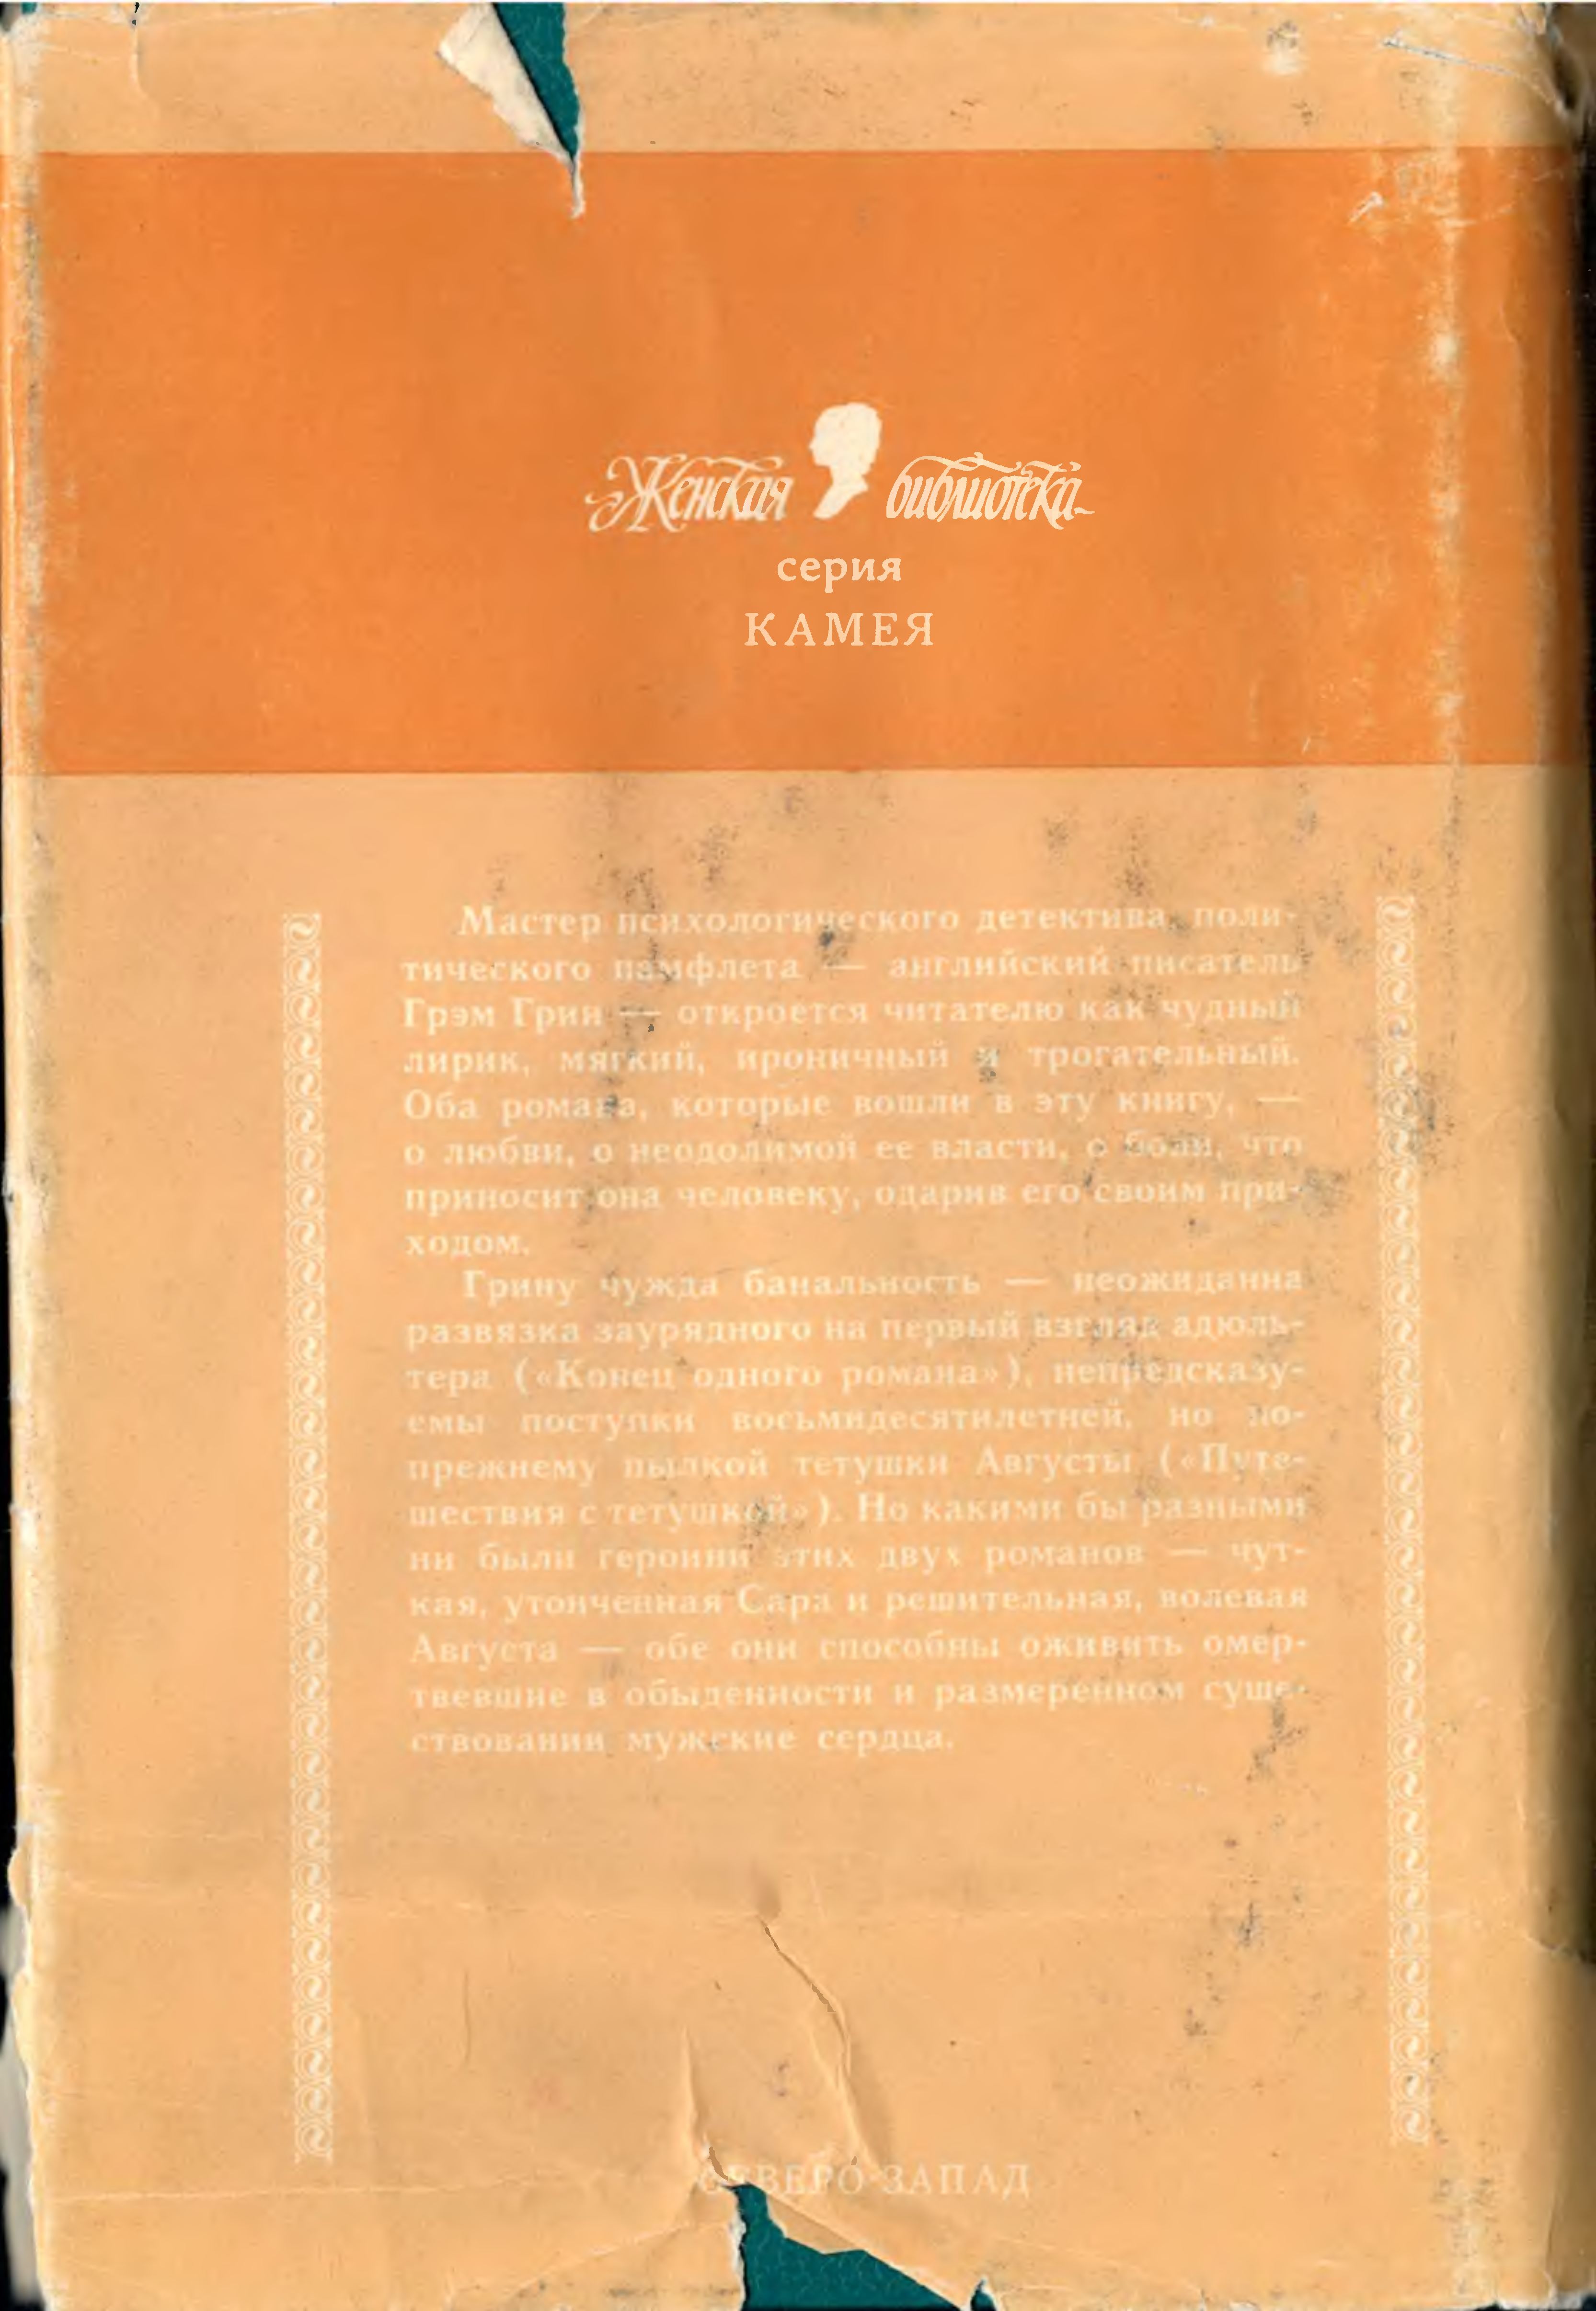 Женская библиотека
серия
КАМЕЯ
Мастер психологического детектива, поли-
тического памфлета — английский писатель
Грэм Грин — откроется читателю как чудный
лирик, мягкий, ироничный и трогательный.
Оба романа, которые вошли в эту книгу, —
о любви, о неодолимой ее власти, о боли, что
приносит она человеку, одарив его своим при-
ходом.
Грину чужда банальность — неожиданна
развязка заурядного на первый взгляд адюль-
тера («Конец одного романа»), непредсказу-
емы поступки восьмидесятилетней, но по-
прежнему пылкой тетушки Августы («Путе-
шествия с тетушкой»). Но какими бы разными
ни были героини этих двух романов — чут-
кая, утонченная Сара и решительная, волевая
Августа — обе они способны оживить омер-
твевшие в обыденности и размеренном суще-
ствовании мужские сердца.
СЕВЕРО-ЗАПАД